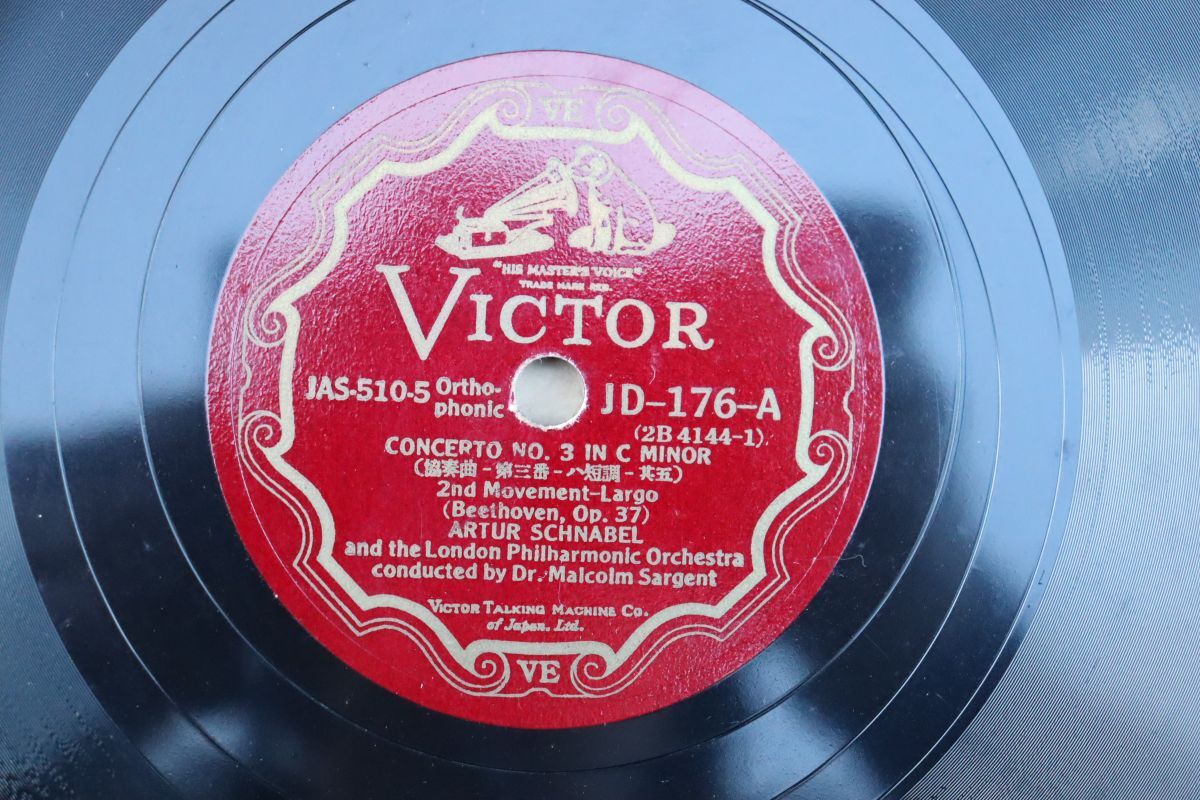 VE
"HIS MASTER'S VOICE"
TRADE MARK REG.
VICTOR
JAS-510-5 Ortho-phonic JD-176-A
(2B 4144-1)
CONCERTO NO. 3 IN C MINOR
(協奏曲-第三番-ハ短調-其五)
2nd Movement-Largo
(Beethoven, Op. 37)
ARTUR SCHNABEL
and the London Philharmonic Orchestra
conducted by Dr. Malcolm Sargent
VICTOR TALKING MACHINE CO.
of Japan. Ltd.
VE